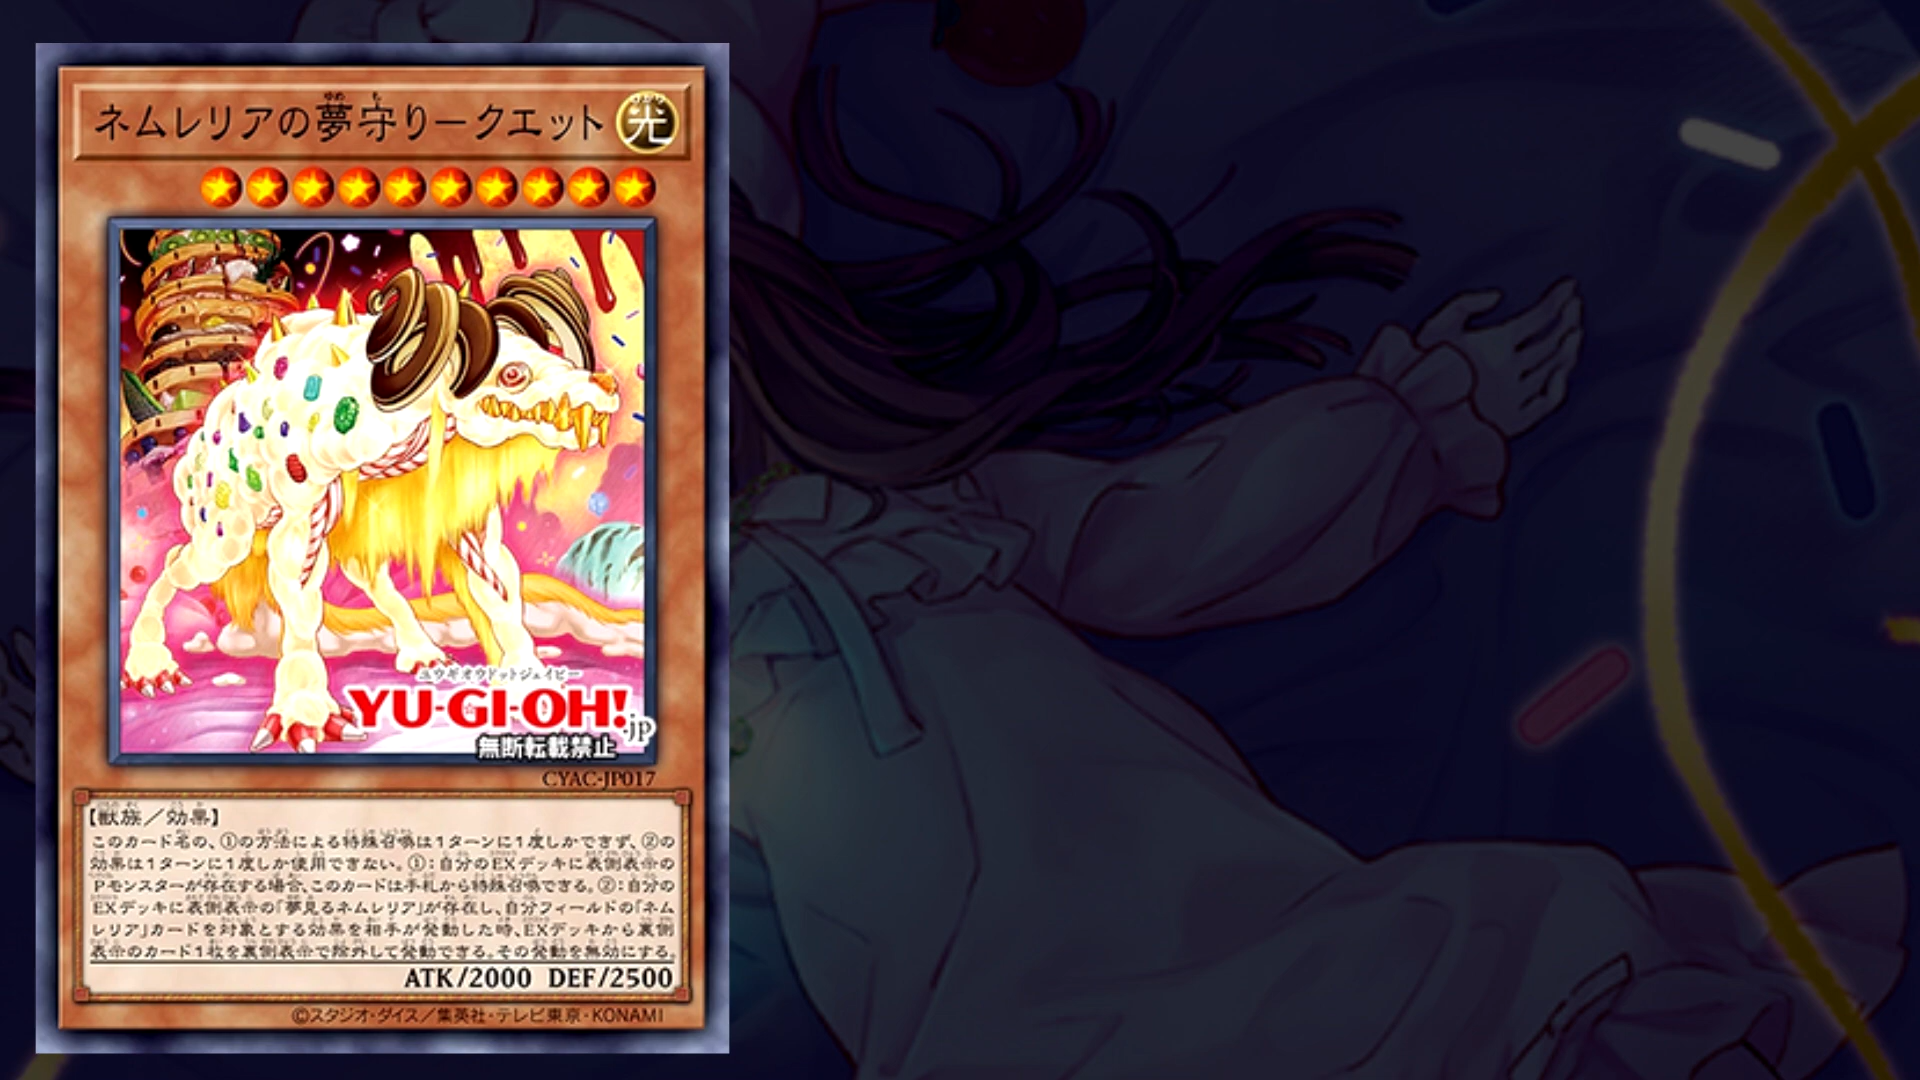 ネムレリアの夢守り－クエット
光
ユウギオウドットジェイピー
YU-GI-OH!.jp
無断転載禁止
CYAC-JP017
【獣族／効果】
このカード名の、①の方法による特殊召喚は1ターンに1度しかできず、②の
効果は1ターンに1度しか使用できない。①：自分のEXデッキに表側表示の
Pモンスターが存在する場合、このカードは手札から特殊召喚できる。②：自分の
EXデッキに表側表示の「夢見るネムレリア」が存在し、自分フィールドの「ネム
レリア」カードを対象とする効果を相手が発動した時、EXデッキから裏側
表示のカード1枚を裏側表示で除外して発動できる。その発動を無効にする。
ATK/2000 DEF/2500
©スタジオ・ダイス／集英社・テレビ東京・KONAMI